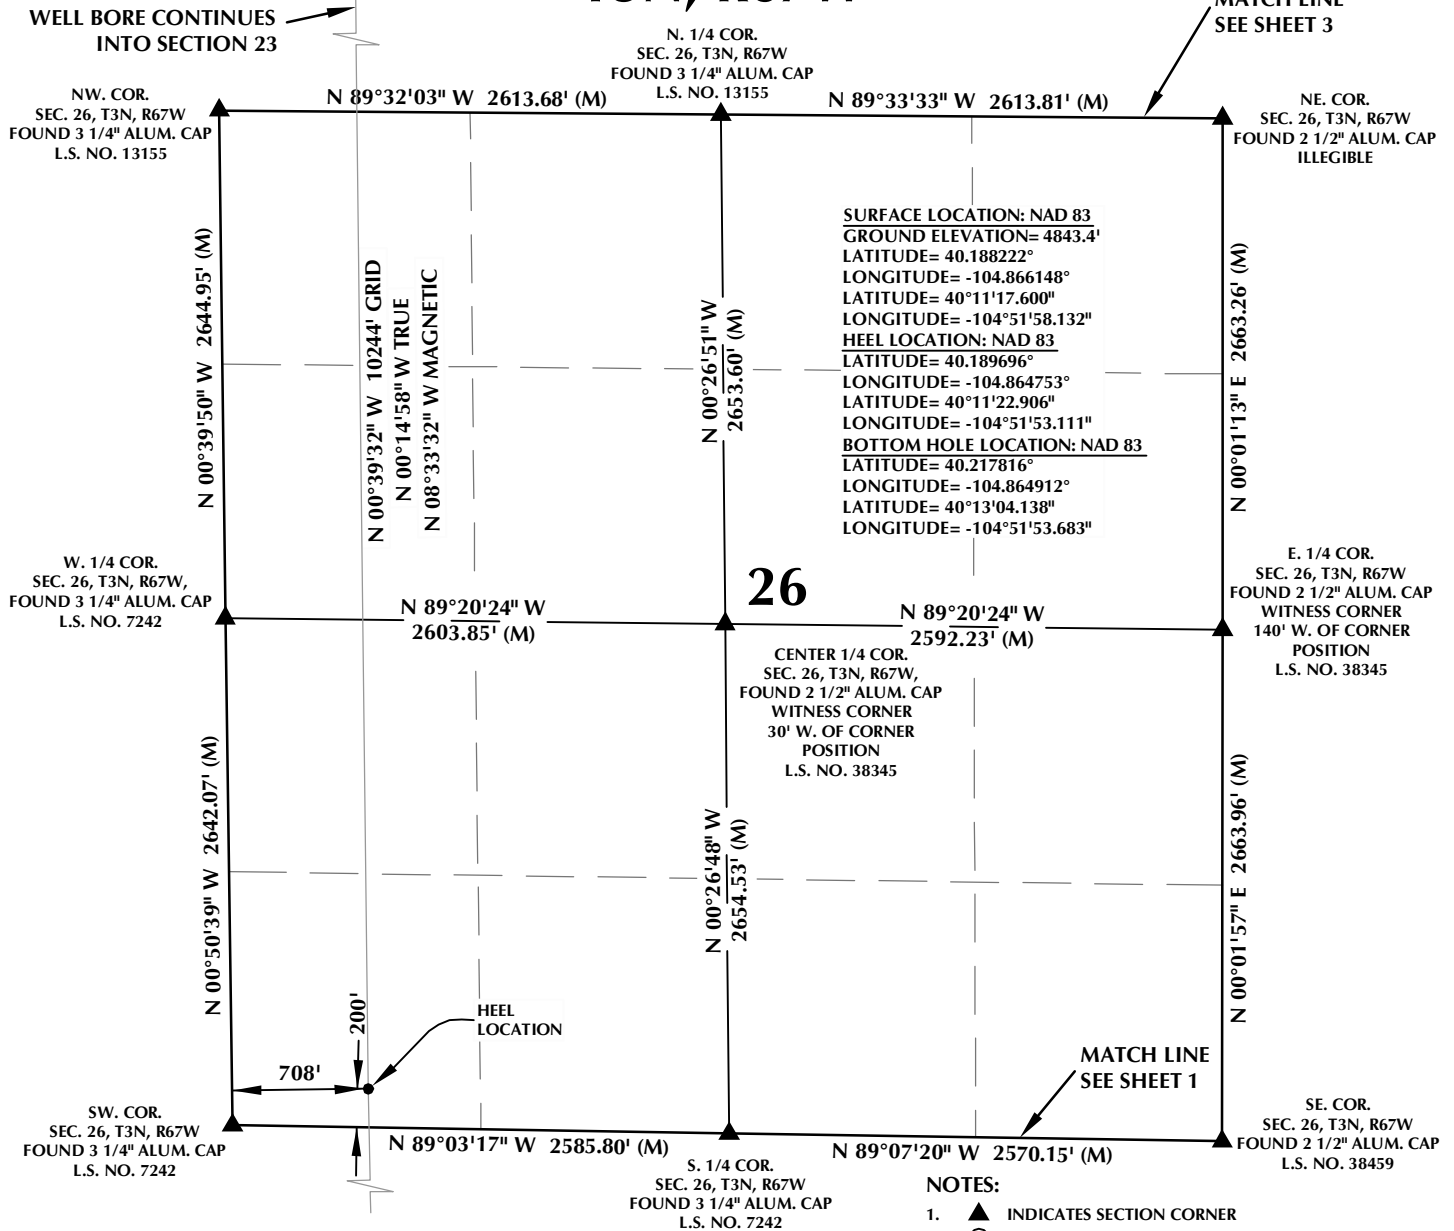 WELL BORE CONTINUES
INTO SECTION 23
MATCH LINE
SEE SHEET 3
N. 1/4 COR.
SEC. 26, T3N, R67W
FOUND 3 1/4" ALUM. CAP
L.S. NO. 13155
NW. COR.
SEC. 26, T3N, R67W
FOUND 3 1/4" ALUM. CAP
L.S. NO. 13155
N 89°32'03" W 2613.68' (M)
N 89°33'33" W 2613.81' (M)
NE. COR.
SEC. 26, T3N, R67W
FOUND 2 1/2" ALUM. CAP
ILLEGIBLE
N 00°39'50" W 2644.95' (M)
N 00°39'32" W 10244' GRID
N 00°14'58" W TRUE
N 08°33'32" W MAGNETIC
N 00°26'51" W
2653.60' (M)
SURFACE LOCATION: NAD 83
GROUND ELEVATION= 4843.4'
LATITUDE= 40.188222°
LONGITUDE= -104.866148°
LATITUDE= 40°11'17.600"
LONGITUDE= -104°51'58.132"
HEEL LOCATION: NAD 83
LATITUDE= 40.189696°
LONGITUDE= -104.864753°
LATITUDE= 40°11'22.906"
LONGITUDE= -104°51'53.111"
BOTTOM HOLE LOCATION: NAD 83
LATITUDE= 40.217816°
LONGITUDE= -104.864912°
LATITUDE= 40°13'04.138"
LONGITUDE= -104°51'53.683"
N 00°01'13" E 2663.26' (M)
W. 1/4 COR.
SEC. 26, T3N, R67W,
FOUND 3 1/4" ALUM. CAP
L.S. NO. 7242
N 89°20'24" W
2603.85' (M)
26
N 89°20'24" W
2592.23' (M)
E. 1/4 COR.
SEC. 26, T3N, R67W
FOUND 2 1/2" ALUM. CAP
WITNESS CORNER
140' W. OF CORNER
POSITION
L.S. NO. 38345
CENTER 1/4 COR.
SEC. 26, T3N, R67W,
FOUND 2 1/2" ALUM. CAP
WITNESS CORNER
30' W. OF CORNER
POSITION
L.S. NO. 38345
N 00°50'39" W 2642.07' (M)
N 00°26'48" W
2654.53' (M)
N 00°01'57" E 2663.96' (M)
200'
HEEL
LOCATION
708'
MATCH LINE
SEE SHEET 1
SW. COR.
SEC. 26, T3N, R67W
FOUND 3 1/4" ALUM. CAP
L.S. NO. 7242
N 89°03'17" W 2585.80' (M)
N 89°07'20" W 2570.15' (M)
SE. COR.
SEC. 26, T3N, R67W
FOUND 2 1/2" ALUM. CAP
L.S. NO. 38459
S. 1/4 COR.
SEC. 26, T3N, R67W
FOUND 3 1/4" ALUM. CAP
L.S. NO. 7242
NOTES:
1. ▲ INDICATES SECTION CORNER